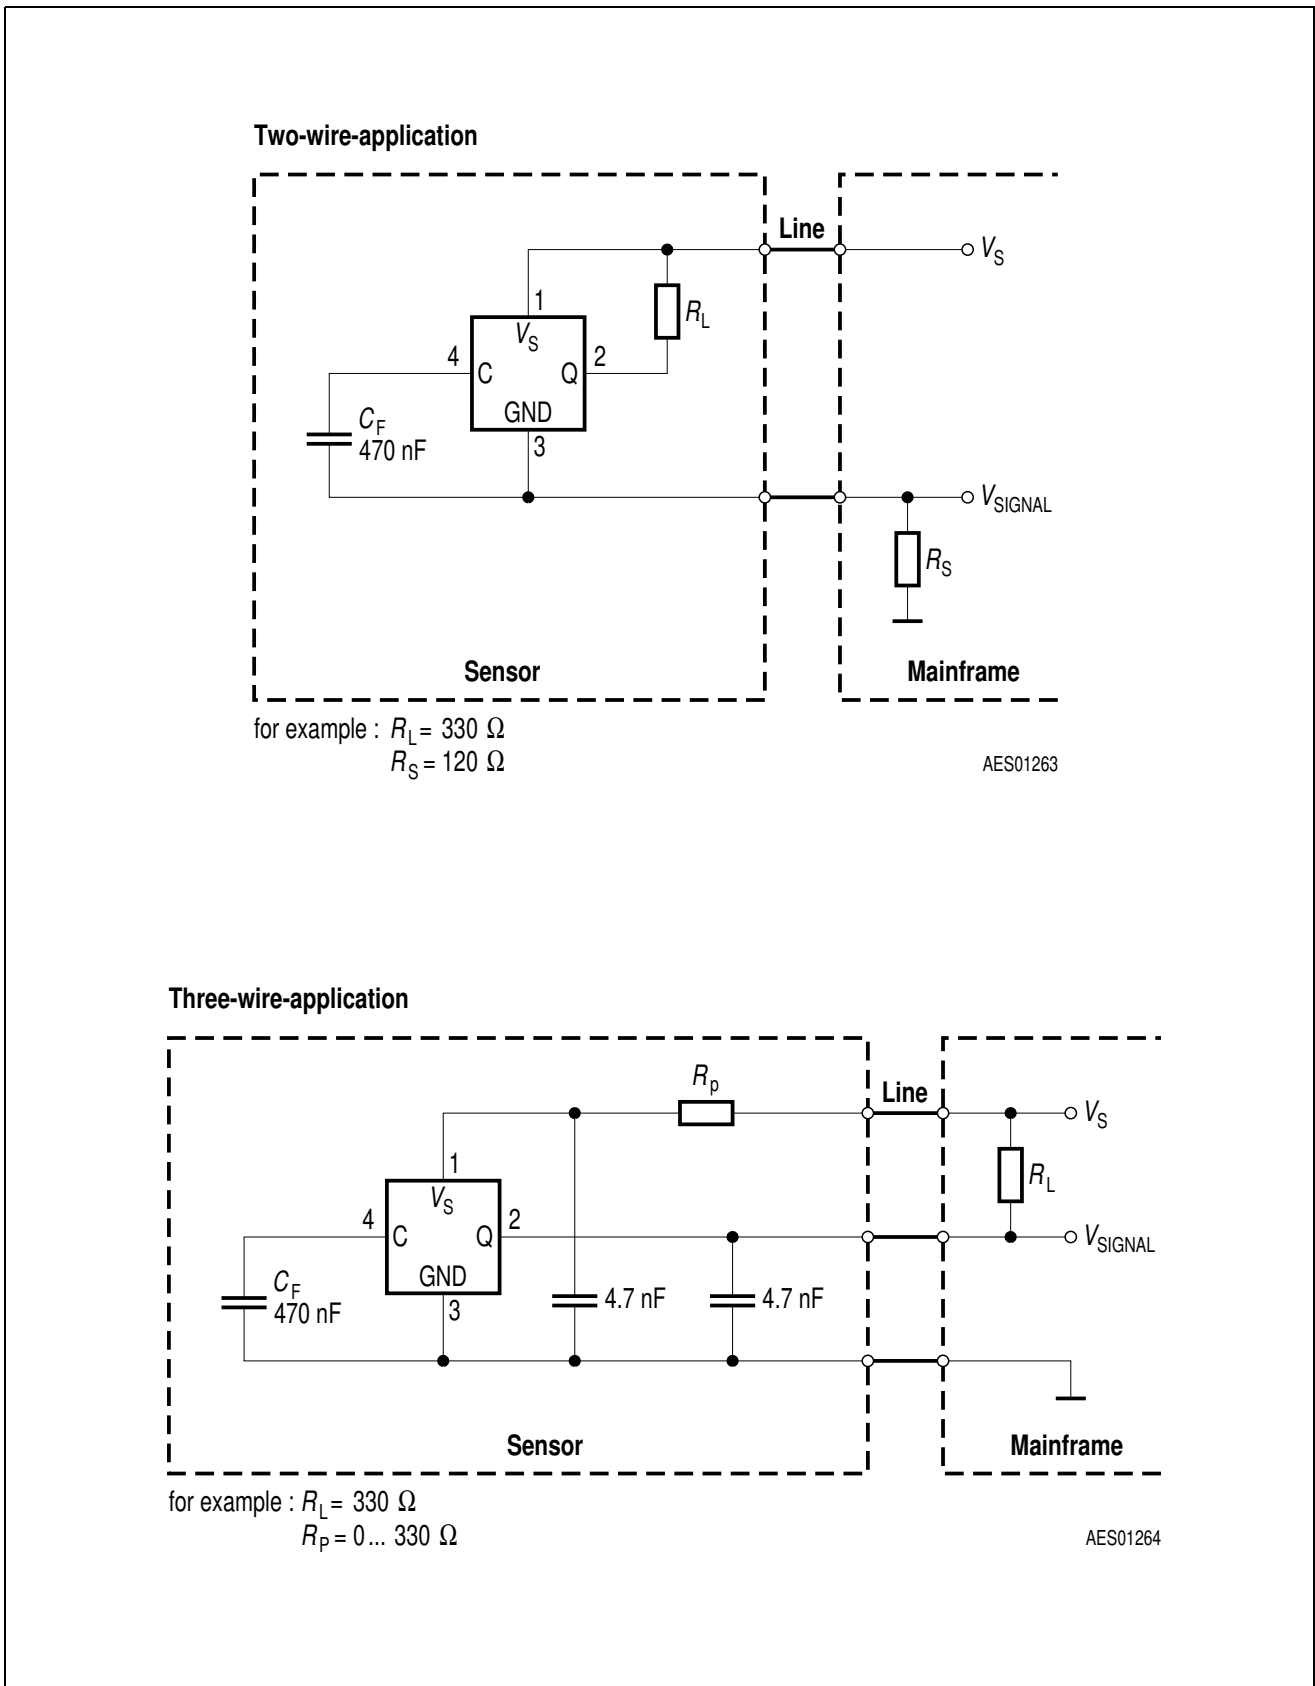 Two-wire-application
Line
V_S
1
R_L
V_S
4
2
C
Q
C_F
GND
470 nF
3
V_SIGNAL
R_S
Sensor
Mainframe
for example : R_L = 330 Ω
R_S = 120 Ω
AES01263
Three-wire-application
R_p
Line
V_S
1
R_L
V_S
4
2
C
Q
V_SIGNAL
C_F
GND
470 nF
3
4.7 nF
4.7 nF
Sensor
Mainframe
for example : R_L = 330 Ω
R_P = 0... 330 Ω
AES01264